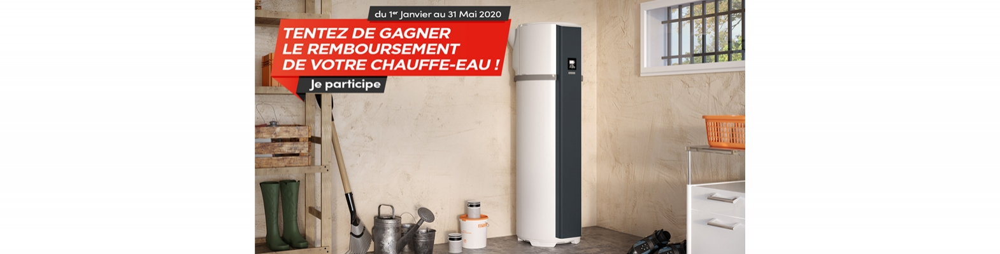 du 1er Janvier au 31 Mai 2020
TENTEZ DE GAGNER
LE REMBOURSEMENT
DE VOTRE CHAUFFE-EAU !
Je participe